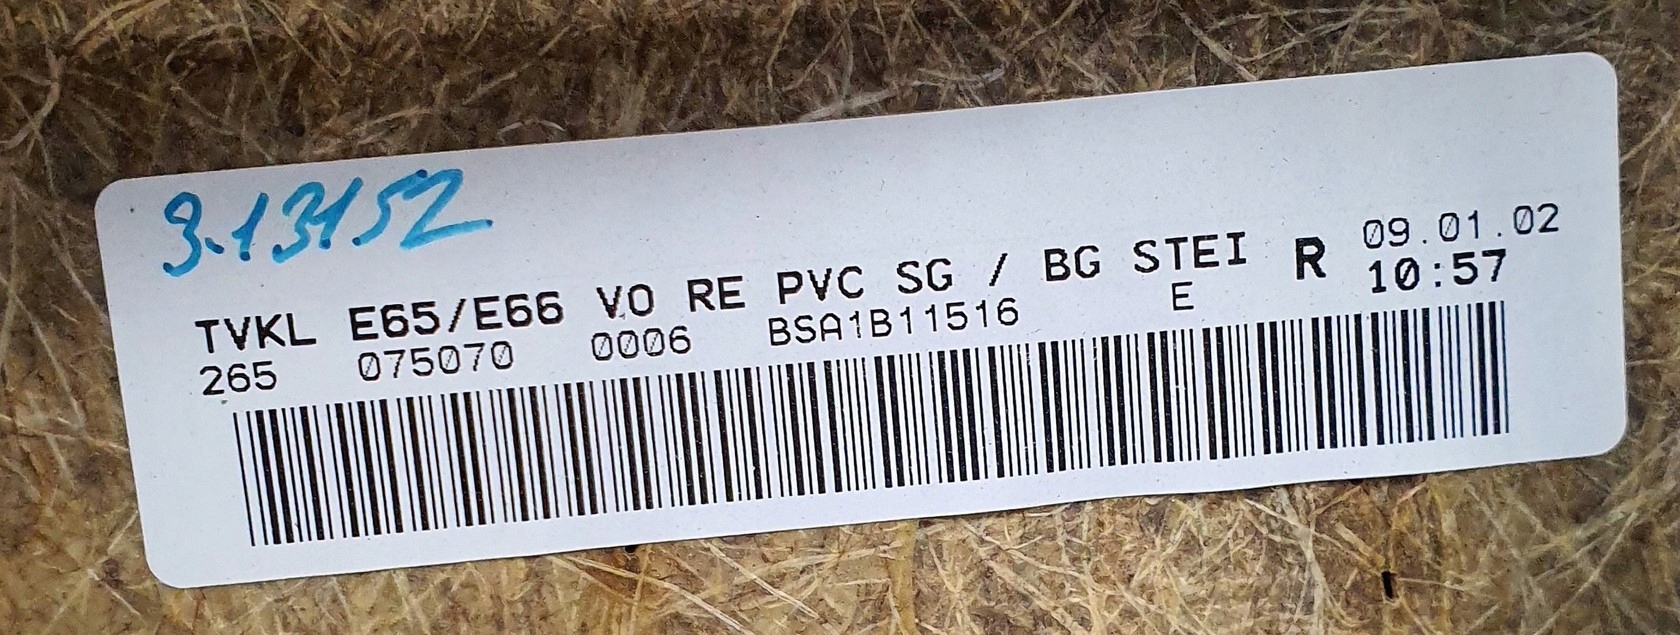 3.13152
TVKL E65/E66 VO RE PVC SG / BG STEI R 09.01.02
265 075070 0006 BSA1B11516 E 10:57